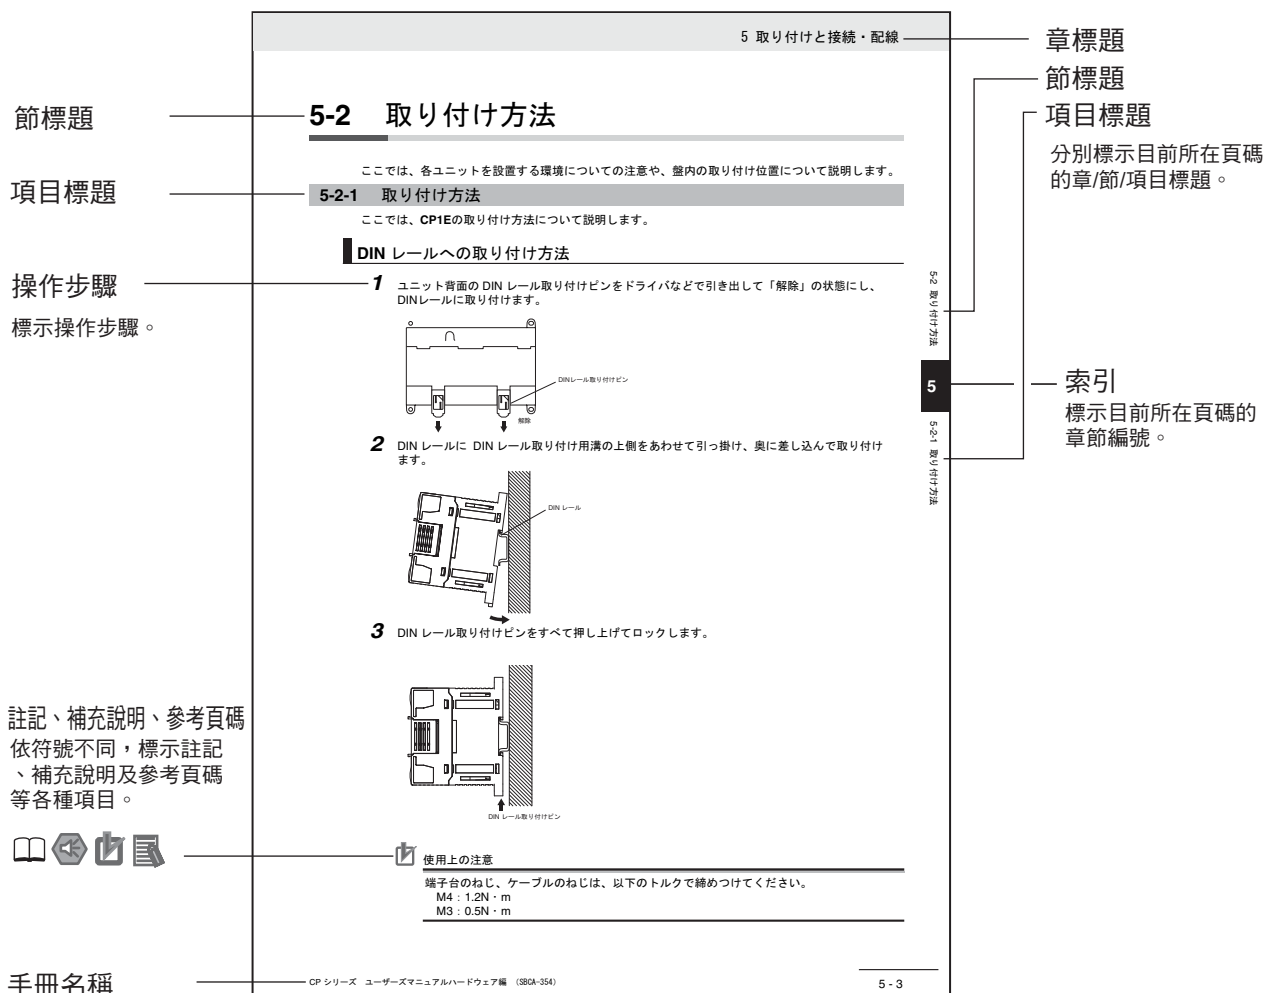 5 取り付けと接続・配線
章標題
節標題
項目標題
分別標示目前所在頁碼
的章/節/項目標題。
節標題
5-2 取り付け方法
ここでは、各ユニットを設置する環境についての注意や、盤内の取り付け位置について説明します。
項目標題
5-2-1 取り付け方法
ここでは、CP1Eの取り付け方法について説明します。
DIN レールへの取り付け方法
操作步驟
標示操作步驟。
1 ユニット背面の DIN レール取り付けピンをドライバなどで引き出して「解除」の状態にし、
DINレールに取り付けます。
DINレール取り付けピン
解除
5-2 取り付け方法
5
5-2-1 取り付け方法
索引
標示目前所在頁碼的
章節編號。
2 DIN レールに DIN レール取り付け用溝の上側をあわせて引っ掛け、奥に差し込んで取り付け
ます。
DIN レール
3 DIN レール取り付けピンをすべて押し上げてロックします。
DIN レール取り付けピン
註記、補充說明、參考頁碼
依符號不同，標示註記
、補充說明及參考頁碼
等各種項目。
使用上の注意
端子台のねじ、ケーブルのねじは、以下のトルクで締めつけてください。
M4：1.2N・m
M3：0.5N・m
手冊名稱
CP シリーズ ユーザーズマニュアルハードウェア編 （SBCA-354）
5 - 3